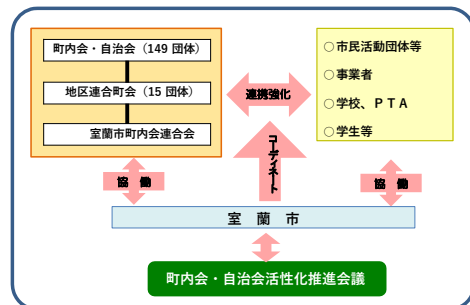 町内会・自治会（149 団体）
地区連合町会（15 団体）
室蘭市町内会連合会
連携強化
○市民活動団体等
○事業者
○学校、ＰＴＡ
○学生等
コーディネート
協　働
協　働
室　蘭　市
町内会・自治会活性化推進会議